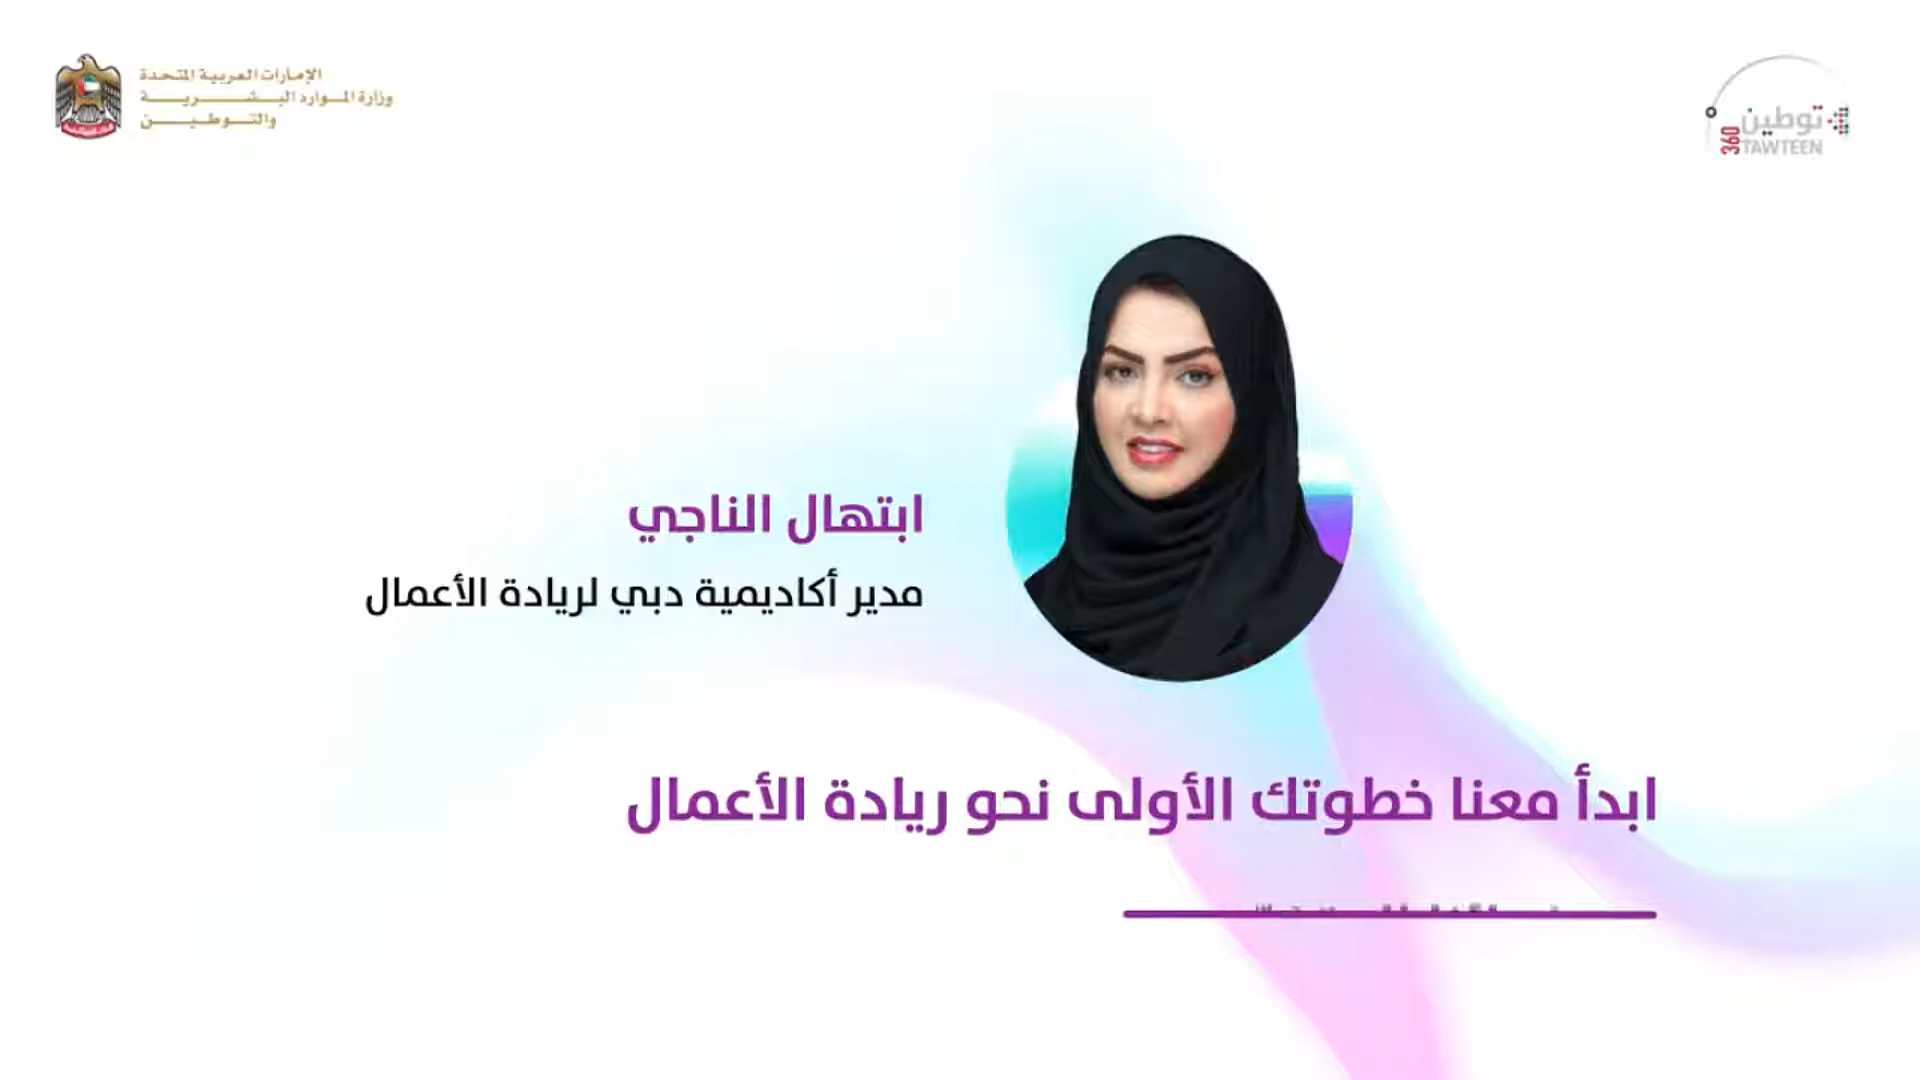 الإمارات العربية المتحدة
وزارة الموارد البشرية
والتوطين
توطين
360
TAWTEEN
ابتهال الناجي
مدير أكاديمية دبي لريادة الأعمال
ابدأ معنا خطوتك الأولى نحو ريادة الأعمال